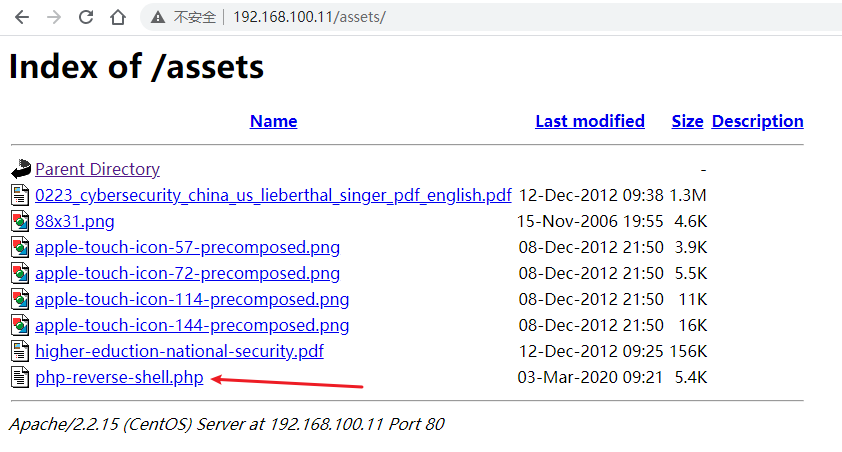 不安全 | 192.168.100.11/assets/
Index of /assets
Name Last modified Size Description
Parent Directory -
0223_cybersecurity_china_us_lieberthal_singer_pdf_english.pdf 12-Dec-2012 09:38 1.3M
88x31.png 15-Nov-2006 19:55 4.6K
apple-touch-icon-57-precomposed.png 08-Dec-2012 21:50 3.9K
apple-touch-icon-72-precomposed.png 08-Dec-2012 21:50 5.5K
apple-touch-icon-114-precomposed.png 08-Dec-2012 21:50 11K
apple-touch-icon-144-precomposed.png 08-Dec-2012 21:50 16K
higher-eduction-national-security.pdf 12-Dec-2012 09:25 156K
php-reverse-shell.php 03-Mar-2020 09:21 5.4K
Apache/2.2.15 (CentOS) Server at 192.168.100.11 Port 80